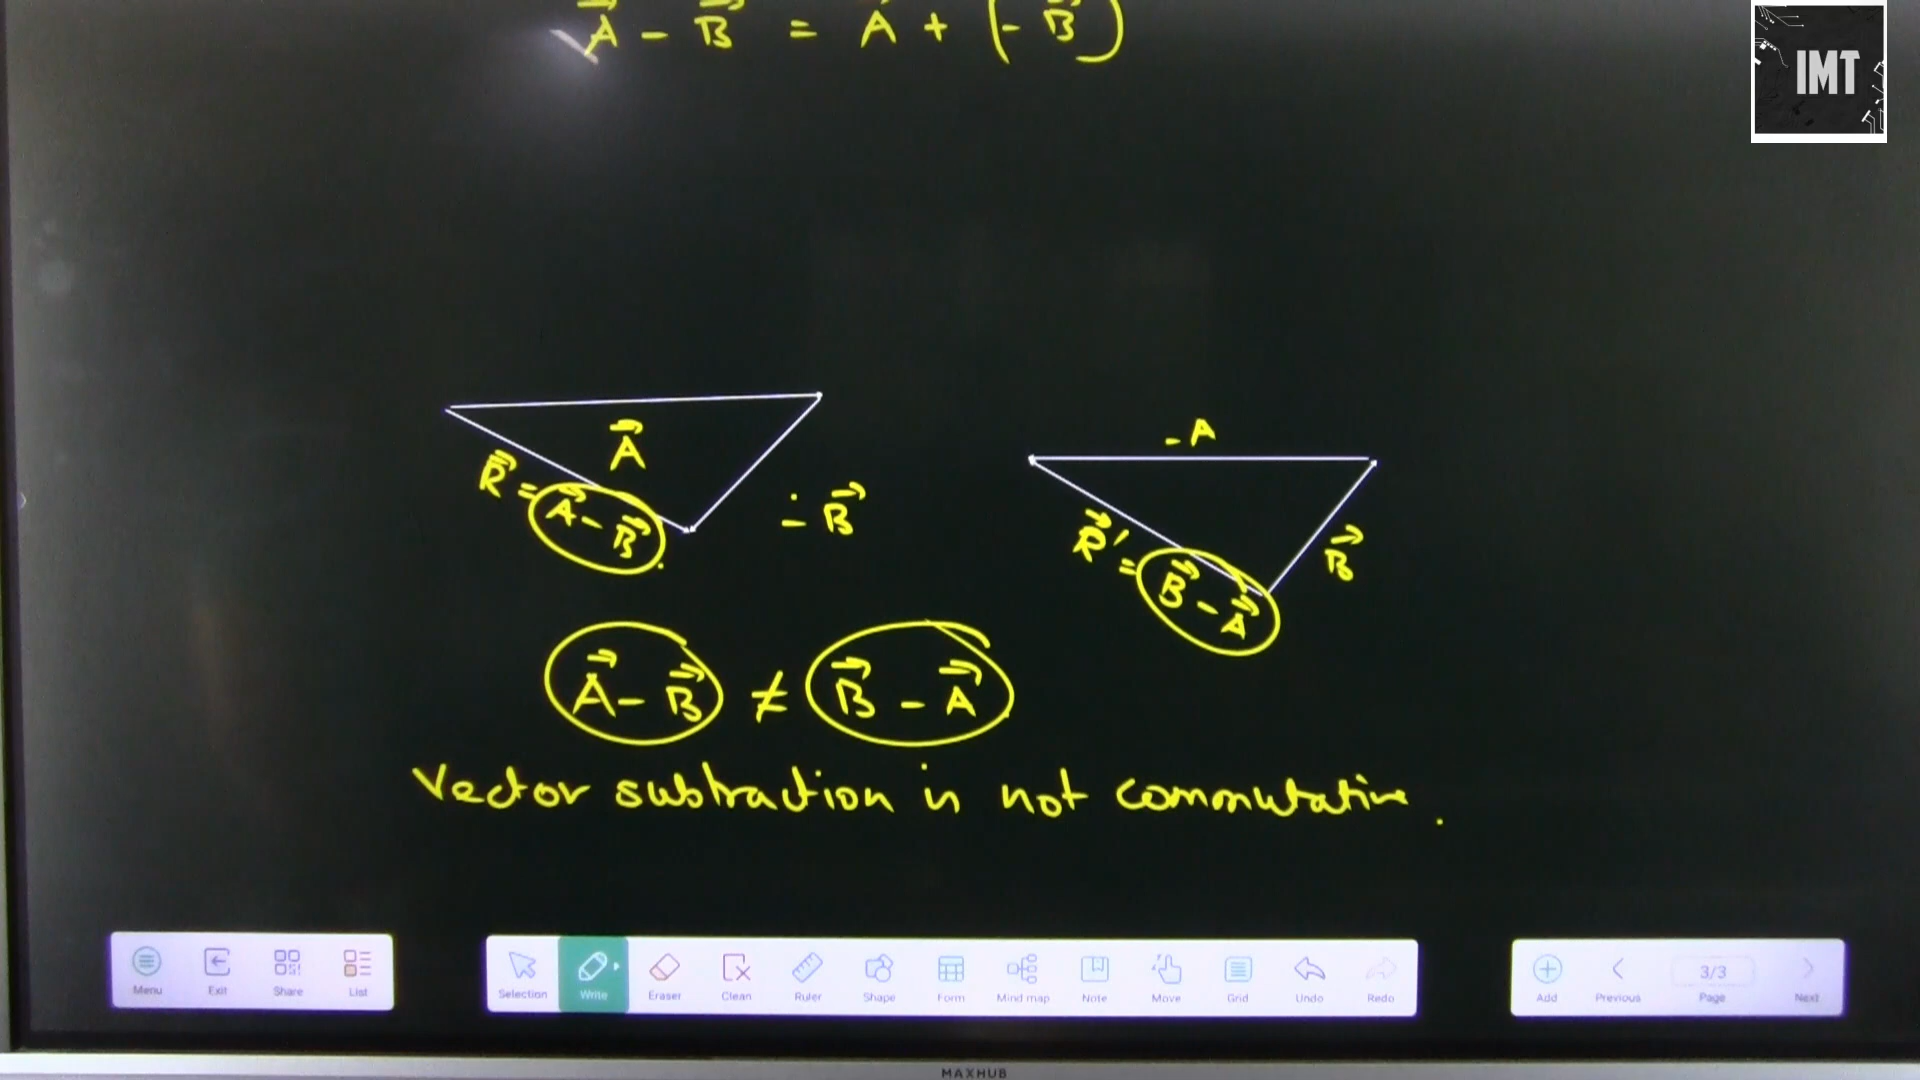 A⃗ - B⃗ = A + (- B⃗)
IMT
A⃗
R⃗ = A⃗ - B⃗
- B⃗
- A
R⃗' = B⃗ - A⃗
B⃗
A⃗ - B⃗ ≠ B⃗ - A⃗
Vector subtraction is not commutative.
Menu Exit Share List
Selection Write Eraser Clean Ruler Shape Form Mind map Note Move Grid Undo Redo
Add Previous 3/3 Page Next
MAXHUB